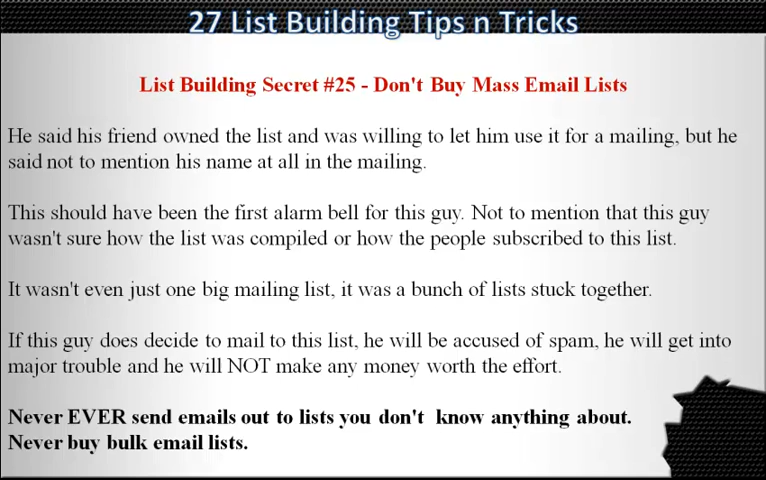 27 List Building Tips n Tricks
List Building Secret #25 - Don't Buy Mass Email Lists
He said his friend owned the list and was willing to let him use it for a mailing, but he
said not to mention his name at all in the mailing.
This should have been the first alarm bell for this guy. Not to mention that this guy
wasn't sure how the list was compiled or how the people subscribed to this list.
It wasn't even just one big mailing list, it was a bunch of lists stuck together.
If this guy does decide to mail to this list, he will be accused of spam, he will get into
major trouble and he will NOT make any money worth the effort.
Never EVER send emails out to lists you don't know anything about.
Never buy bulk email lists.